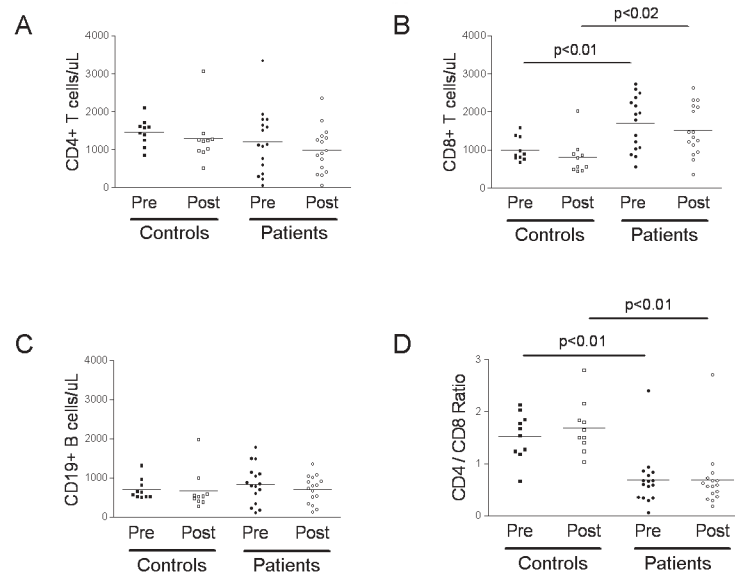 A
CD4+ T cells/uL
4000
3000
2000
1000
0
Pre Post Pre Post
Controls Patients
B
p<0.02
p<0.01
CD8+ T cells/uL
4000
3000
2000
1000
0
Pre Post Pre Post
Controls Patients
C
CD19+ B cells/uL
4000
3000
2000
1000
0
Pre Post Pre Post
Controls Patients
D
p<0.01
p<0.01
CD4 / CD8 Ratio
3
2
1
0
Pre Post Pre Post
Controls Patients